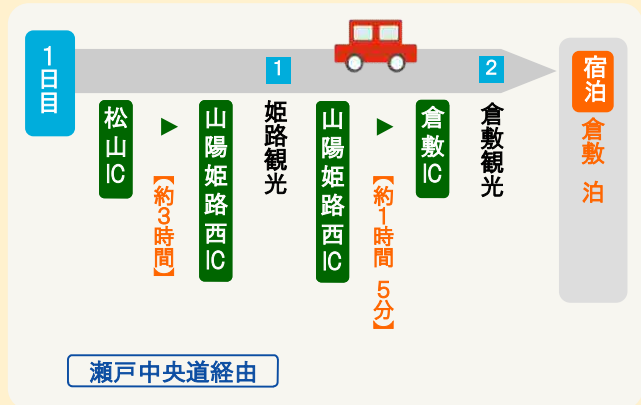 1日目
松山IC
▶
【約3時間】
山陽姫路西IC
1
姫路観光
山陽姫路西IC
▶
【約1時間 5分】
倉敷IC
2
倉敷観光
宿泊
倉敷 泊
瀬戸中央道経由